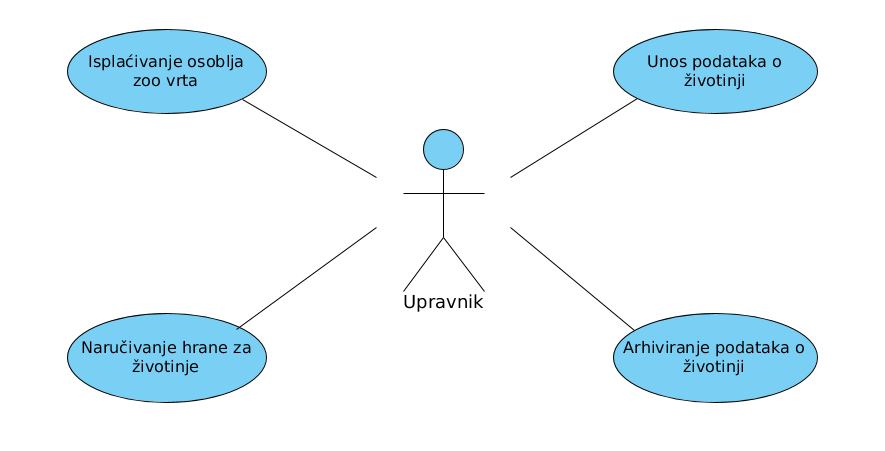 Isplaćivanje osoblja
zoo vrta
Unos podataka o
životinji
Upravnik
Naručivanje hrane za
životinje
Arhiviranje podataka o
životinji